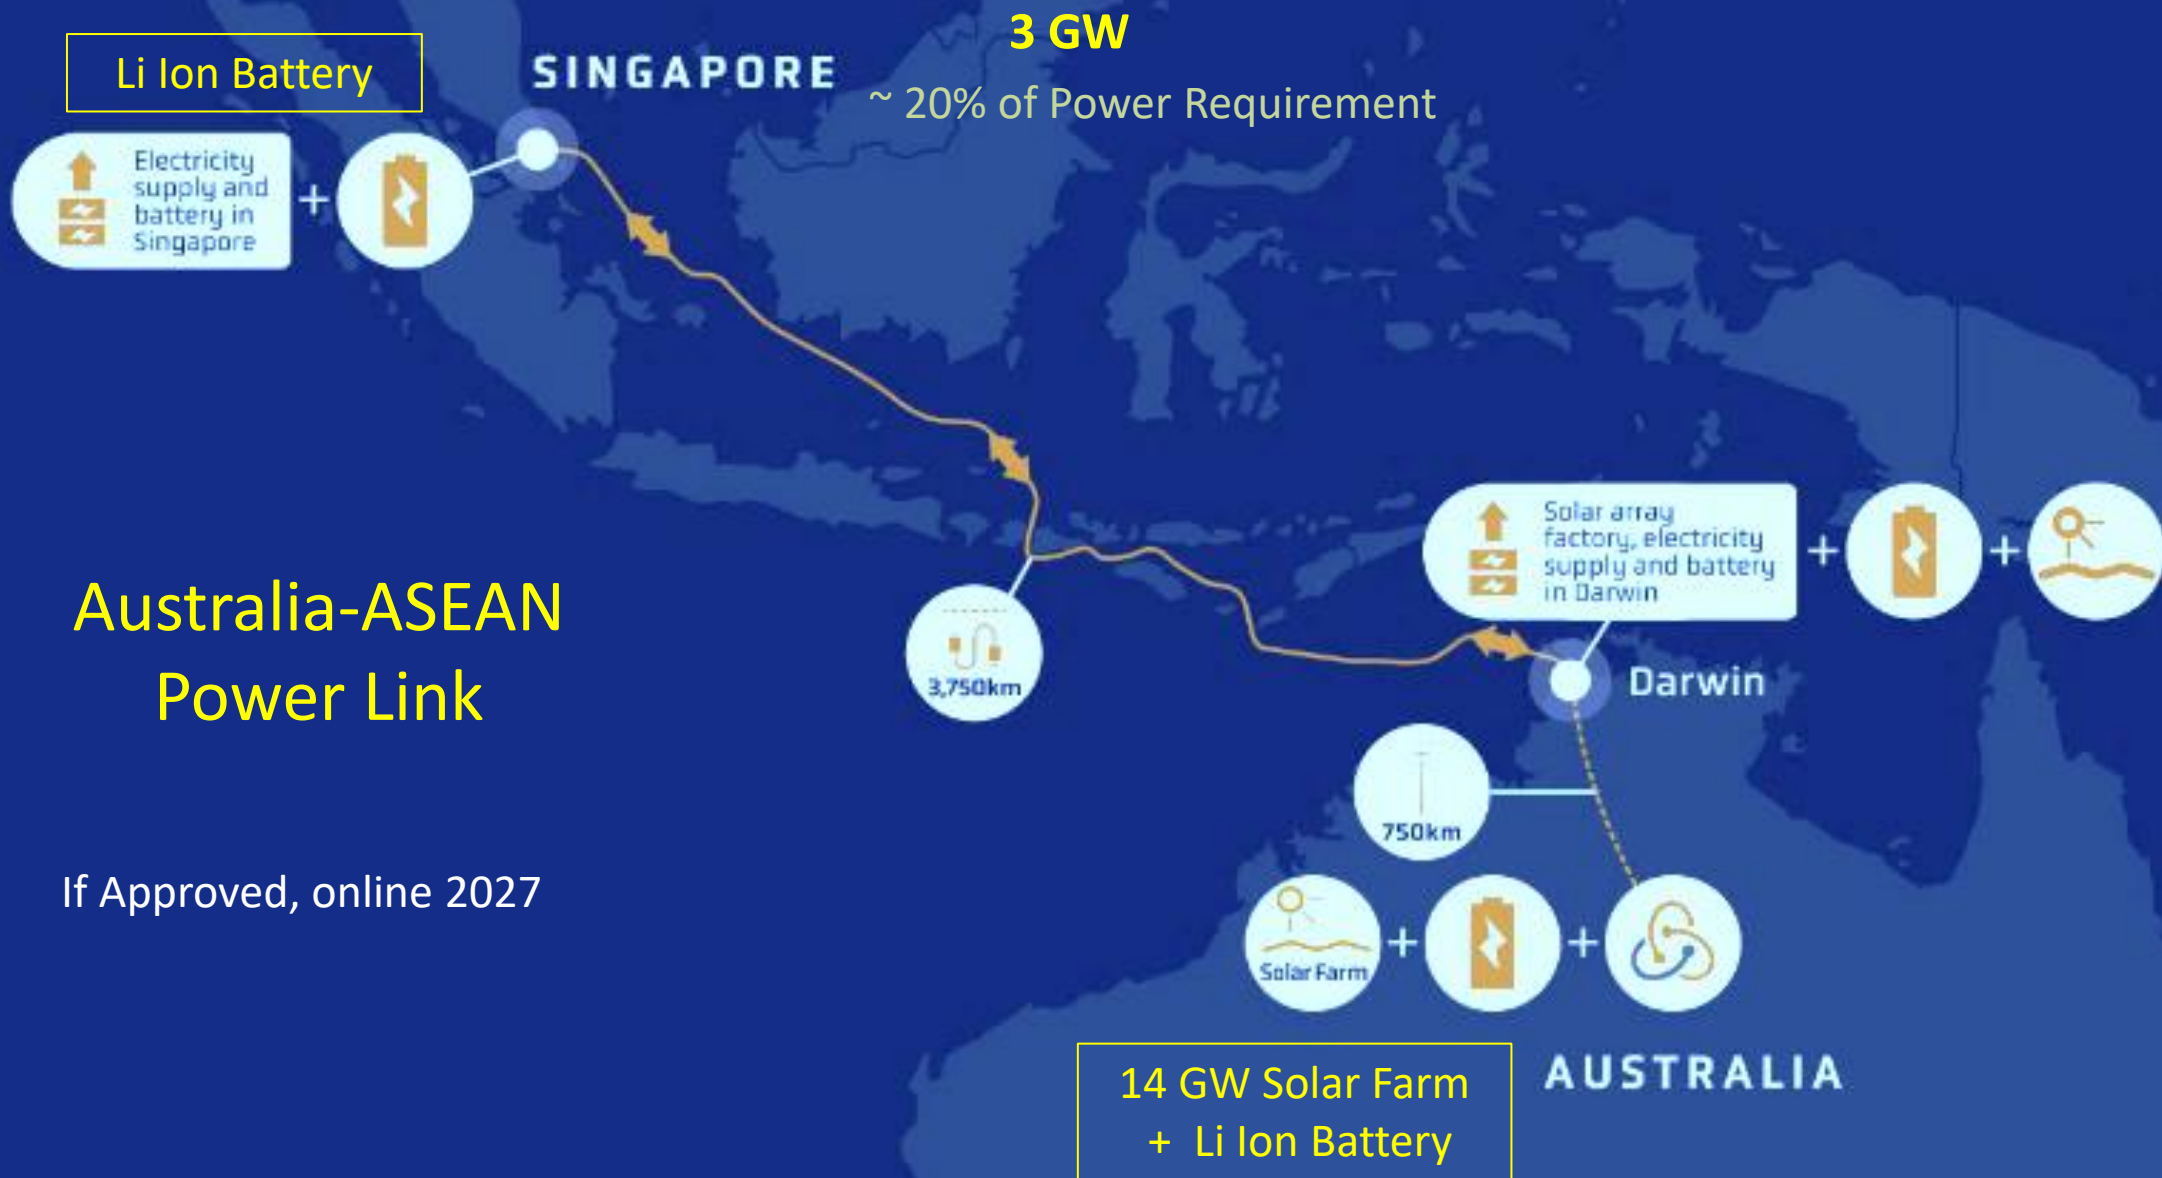 3 GW
Li Ion Battery
SINGAPORE
~ 20% of Power Requirement
Electricity
supply and
battery in
Singapore
+
Solar array
factory, electricity
supply and battery
in Darwin
+
+
Australia-ASEAN
Power Link
3,750km
Darwin
750km
If Approved, online 2027
Solar Farm
+
+
AUSTRALIA
14 GW Solar Farm
+ Li Ion Battery